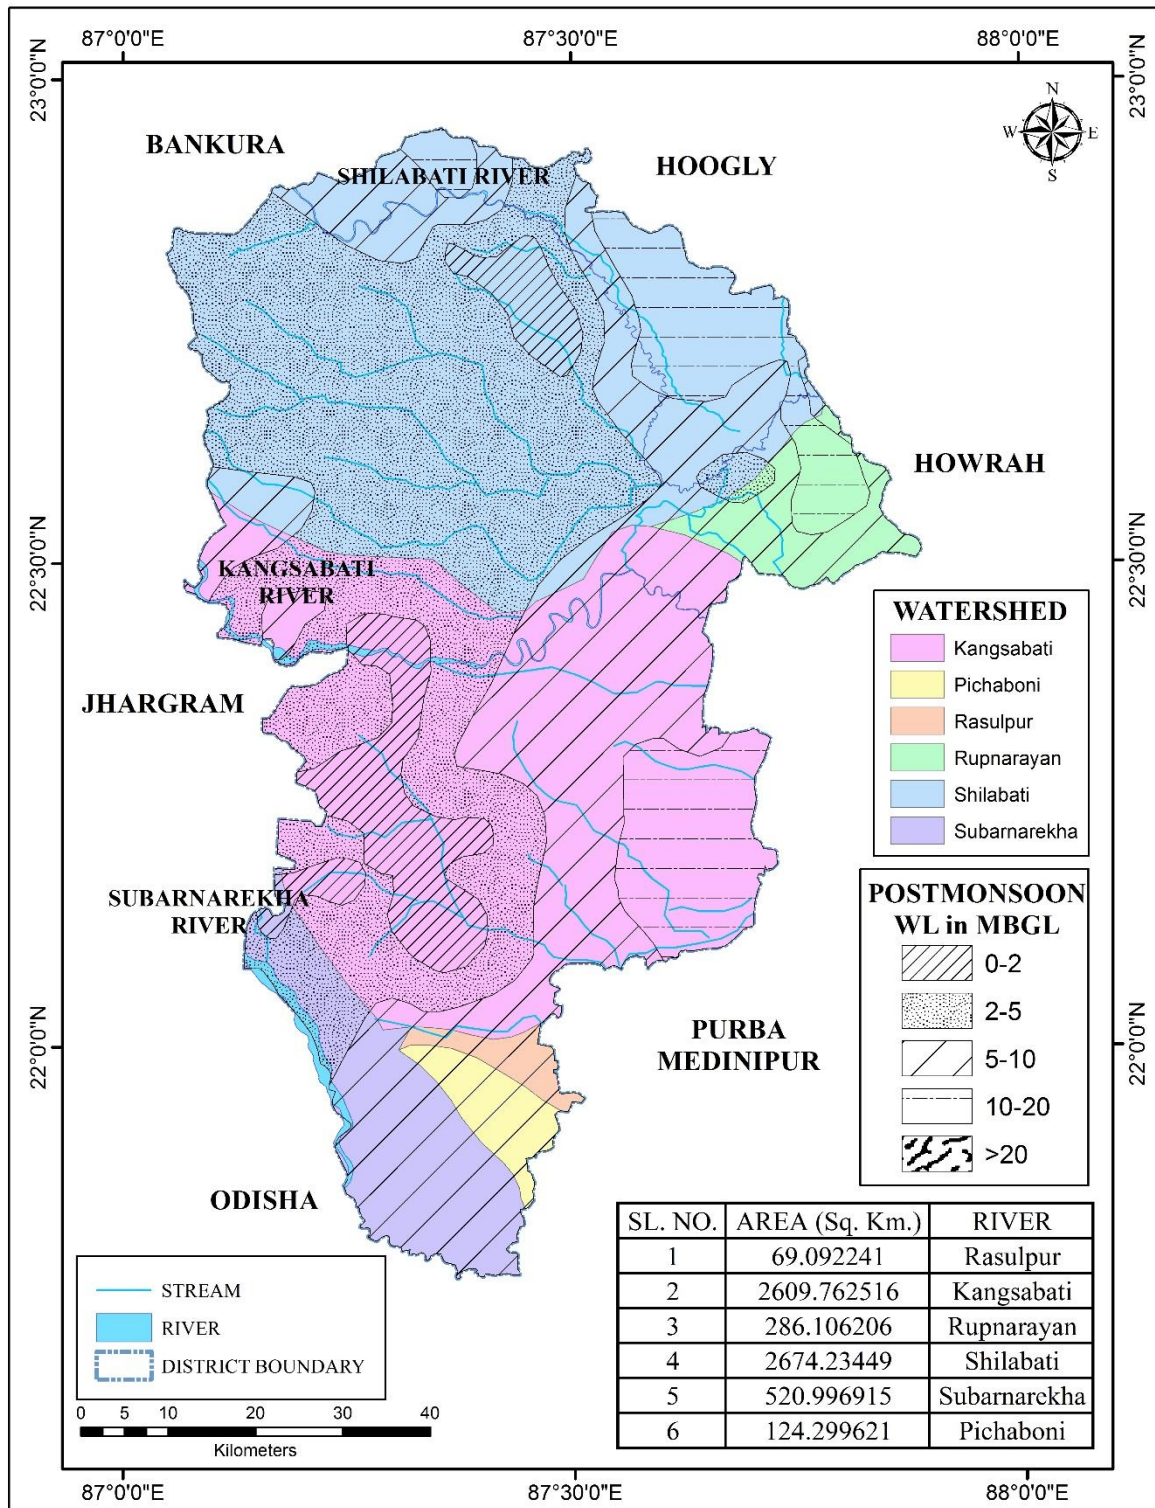 87°0'0"E 87°30'0"E 88°0'0"E
23°0'0"N 23°0'0"N
N
W E
S
BANKURA
HOOGLY
SHILABATI RIVER
HOWRAH
22°30'0"N 22°30'0"N
KANGSABATI
RIVER
JHARGRAM
SUBARNAREKHA
RIVER
22°0'0"N 22°0'0"N
PURBA
MEDINIPUR
ODISHA
WATERSHED
Kangsabati
Pichaboni
Rasulpur
Rupnarayan
Shilabati
Subarnarekha
POSTMONSOON
WL in MBGL
0-2
2-5
5-10
10-20
>20
SL. NO. AREA (Sq. Km.) RIVER
1 69.092241 Rasulpur
2 2609.762516 Kangsabati
3 286.106206 Rupnarayan
4 2674.23449 Shilabati
5 520.996915 Subarnarekha
6 124.299621 Pichaboni
STREAM
RIVER
DISTRICT BOUNDARY
0 5 10 20 30 40
Kilometers
87°0'0"E 87°30'0"E 88°0'0"E